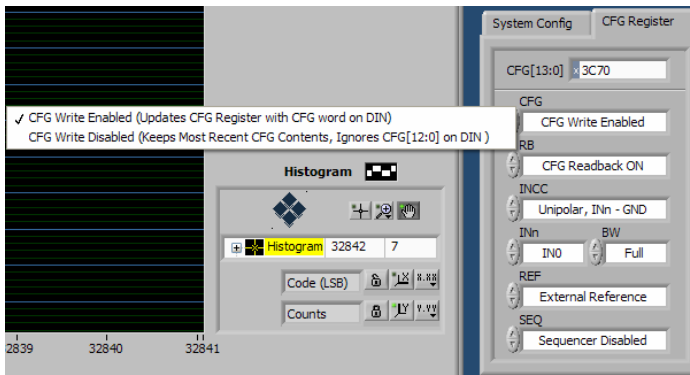 System Config CFG Register
CFG[13:0] x 3C70
CFG
✓ CFG Write Enabled (Updates CFG Register with CFG word on DIN)
CFG Write Disabled (Keeps Most Recent CFG Contents, Ignores CFG[12:0] on DIN )
CFG Write Enabled
RB
CFG Readback ON
Histogram
INCC
Unipolar, INn - GND
INn BW
IN0 Full
Histogram 32842 7
REF
External Reference
Code (LSB) X X.XX
SEQ
Sequencer Disabled
Counts Y Y.YY
2839 32840 32841